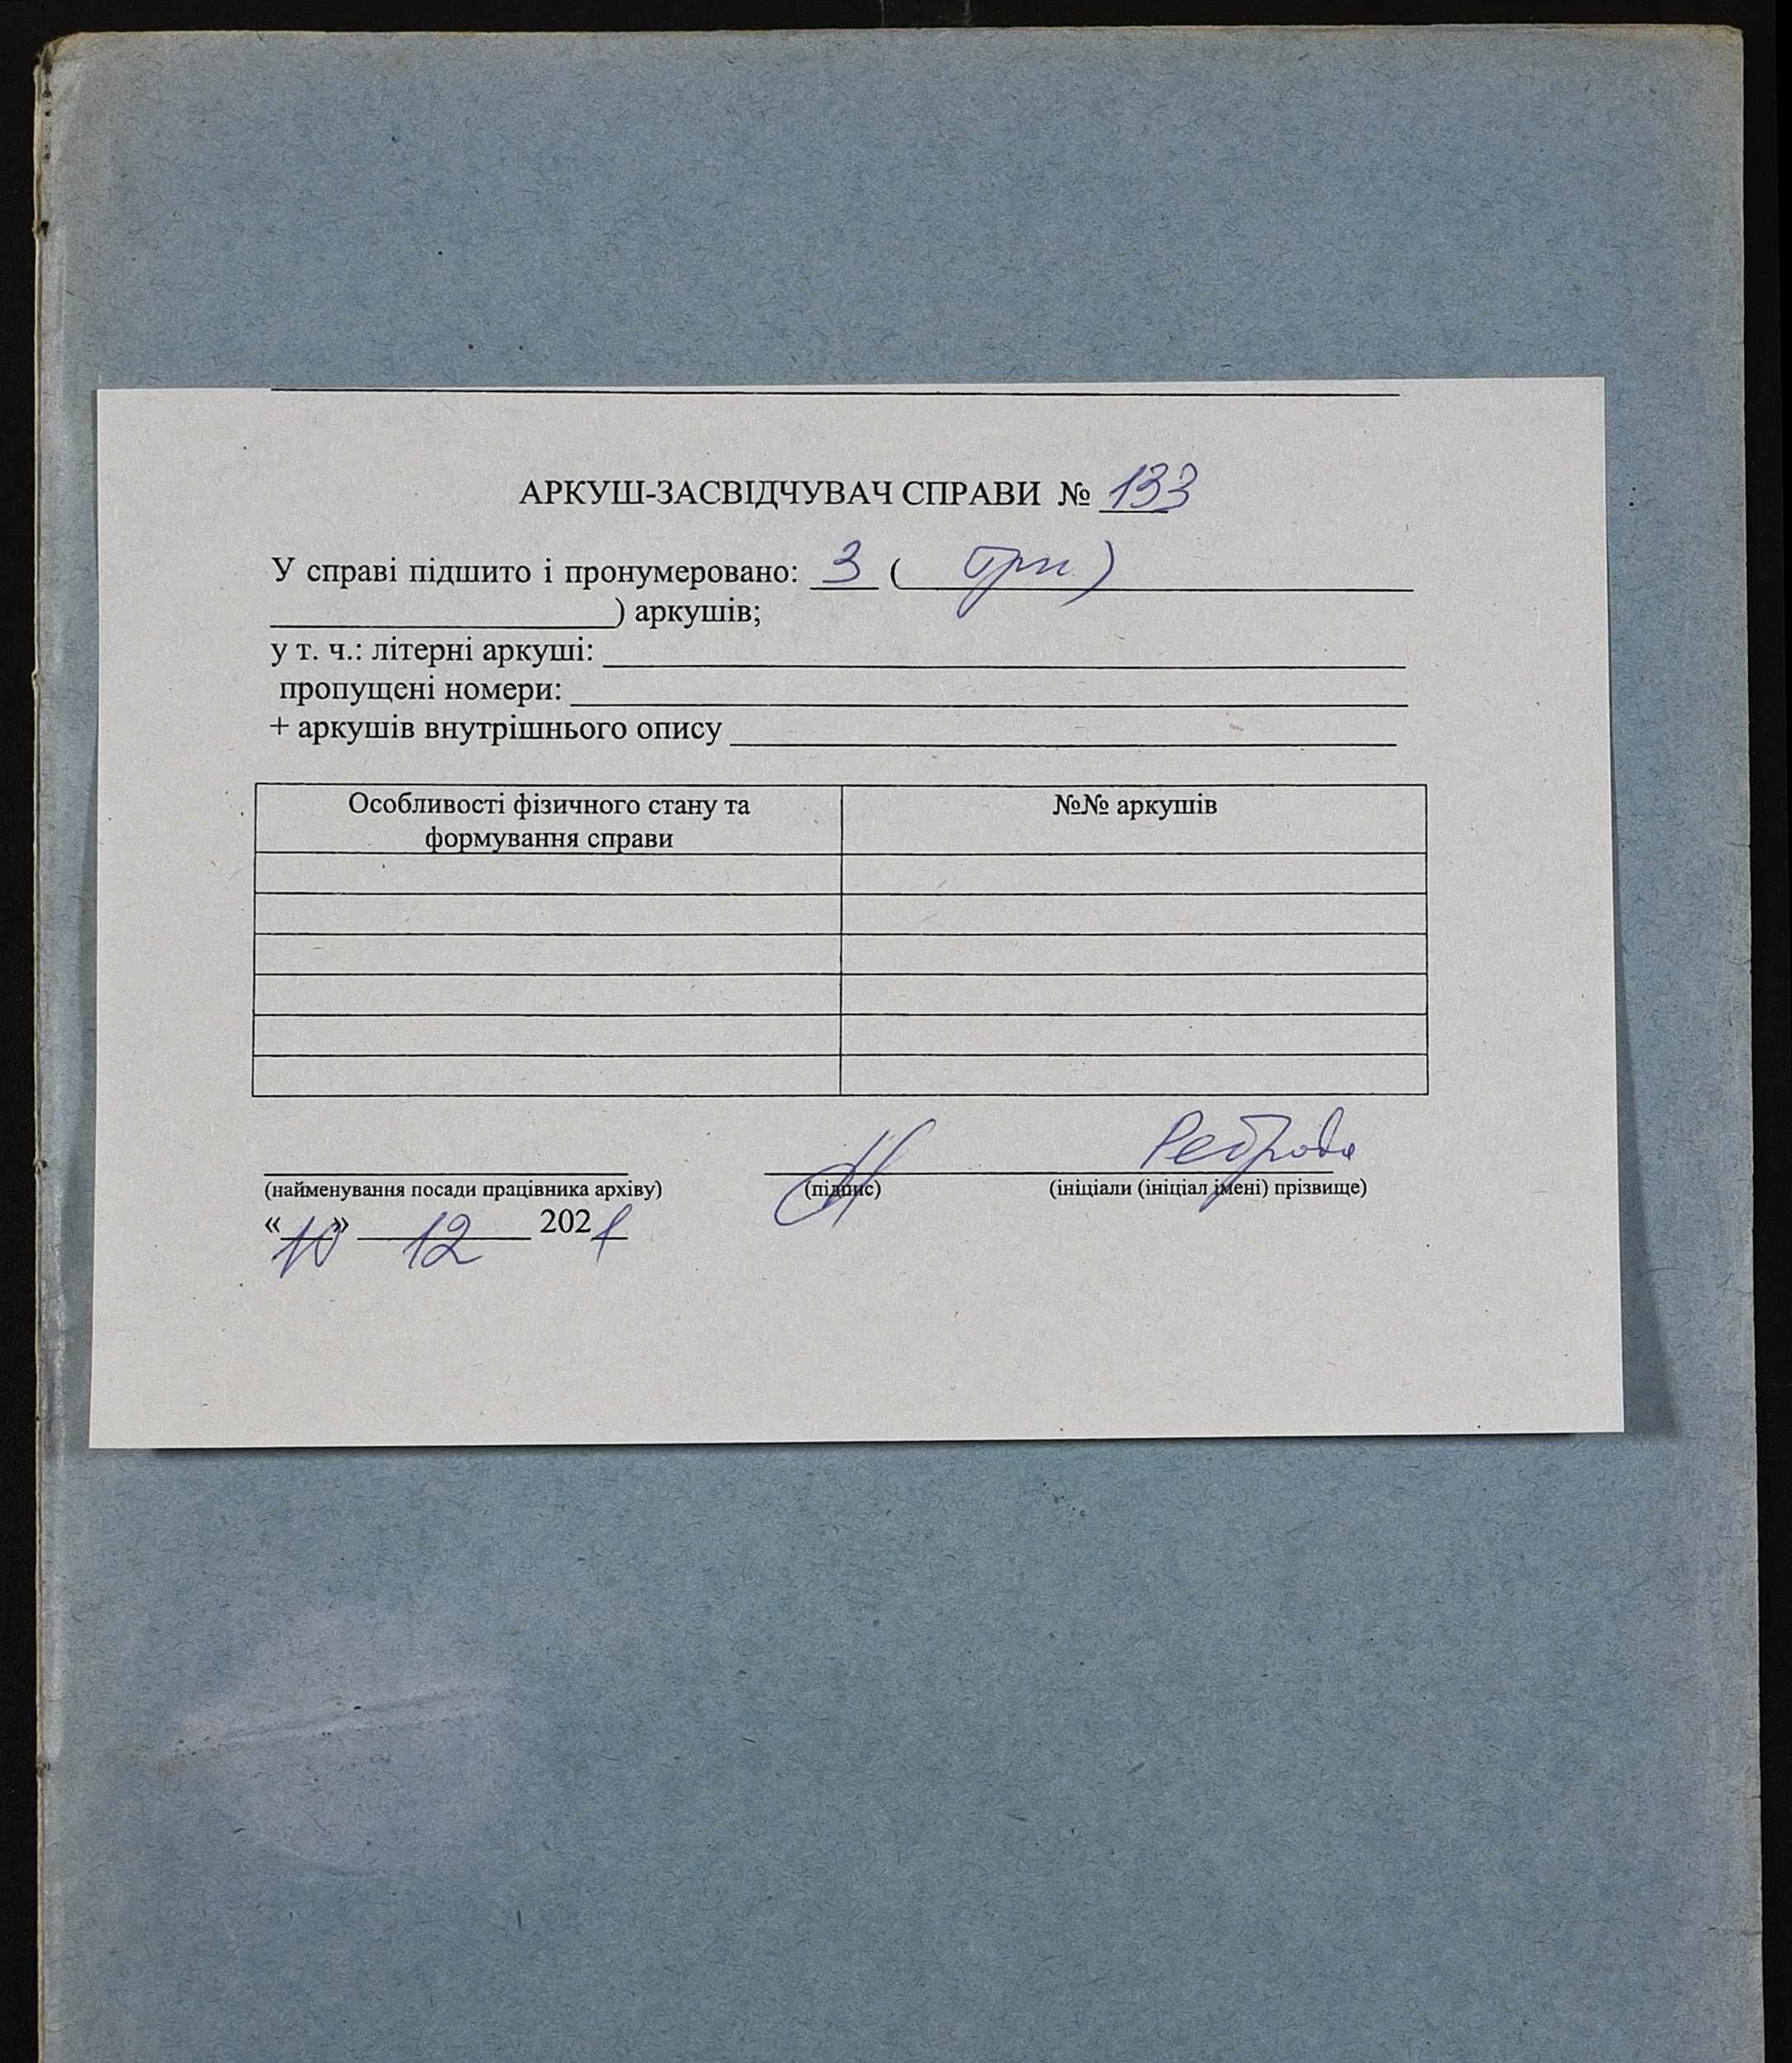 АРКУШ-ЗАСВІДЧУВАЧ СПРАВИ № 133
У справі підшито і пронумеровано: 3 ( три )
) аркушів;
у т. ч.: літерні аркуші:
пропущені номери:
+ аркушів внутрішнього опису
Особливості фізичного стану та формування справи
№№ аркушів
Реброва
(найменування посади працівника архіву) (підпис) (ініціали (ініціал імені) прізвище)
«10» 12 2021